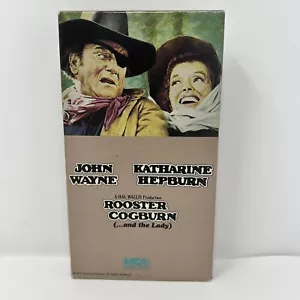 JOHN KATHARINE
WAYNE HEPBURN
A HAL WALLIS Production
ROOSTER
COGBURN
(...and the Lady)
MCA